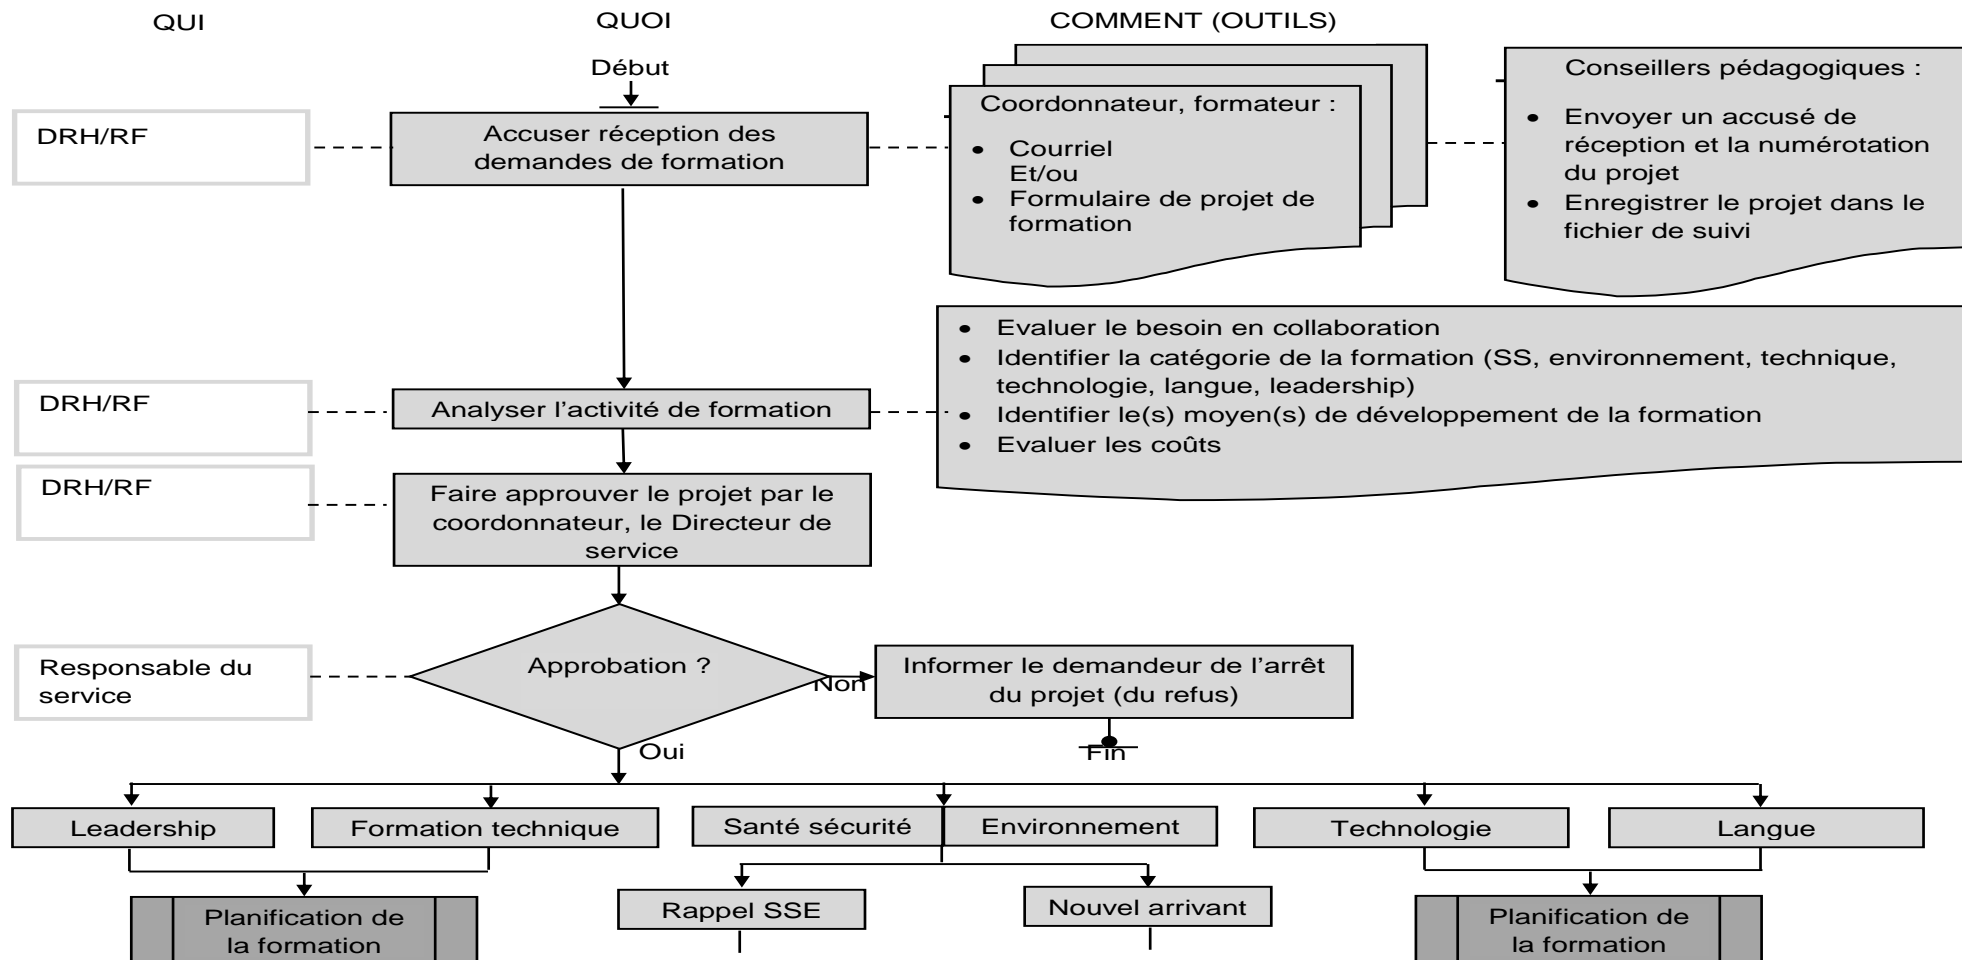 QUI
QUOI
COMMENT (OUTILS)
Début
DRH/RF
Accuser réception des
demandes de formation
Coordonnateur, formateur :
• Courriel
Et/ou
• Formulaire de projet de
formation
Conseillers pédagogiques :
• Envoyer un accusé de
réception et la numérotation
du projet
• Enregistrer le projet dans le
fichier de suivi
DRH/RF
Analyser l’activité de formation
• Evaluer le besoin en collaboration
• Identifier la catégorie de la formation (SS, environnement, technique,
technologie, langue, leadership)
• Identifier le(s) moyen(s) de développement de la formation
• Evaluer les coûts
DRH/RF
Faire approuver le projet par le
coordonnateur, le Directeur de
service
Responsable du
service
Approbation ?
Non
Informer le demandeur de l’arrêt
du projet (du refus)
Oui
Fin
Leadership
Formation technique
Santé sécurité
Environnement
Technologie
Langue
Rappel SSE
Nouvel arrivant
Planification de
la formation
Planification de
la formation